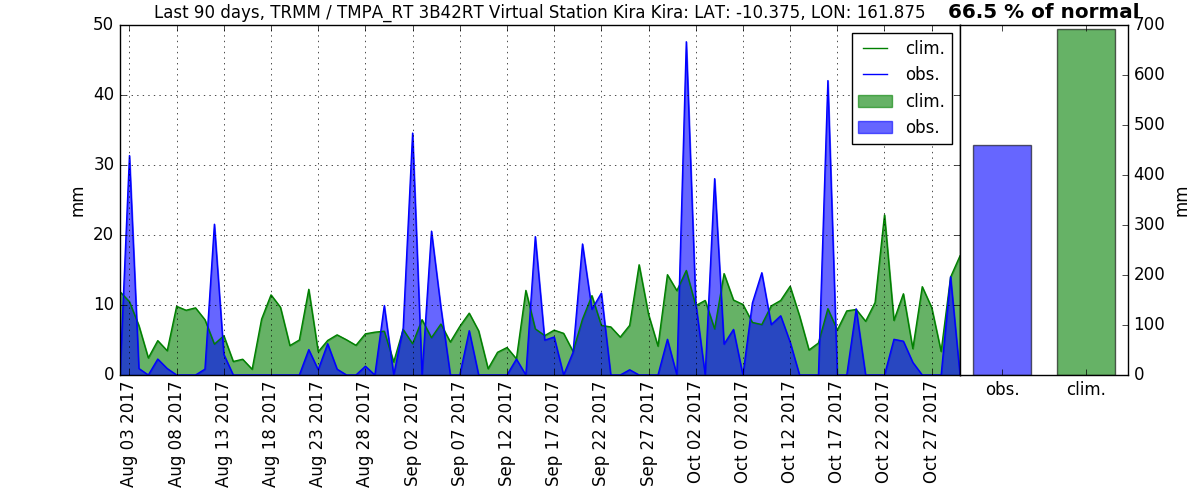 Last 90 days, TRMM / TMPA_RT 3B42RT Virtual Station Kira Kira: LAT: -10.375, LON: 161.875
66.5 % of normal
50
40
30
20
10
0
mm
clim.
obs.
clim.
obs.
700
600
500
400
300
200
100
0
mm
obs.
clim.
Aug 03 2017
Aug 08 2017
Aug 13 2017
Aug 18 2017
Aug 23 2017
Aug 28 2017
Sep 02 2017
Sep 07 2017
Sep 12 2017
Sep 17 2017
Sep 22 2017
Sep 27 2017
Oct 02 2017
Oct 07 2017
Oct 12 2017
Oct 17 2017
Oct 22 2017
Oct 27 2017